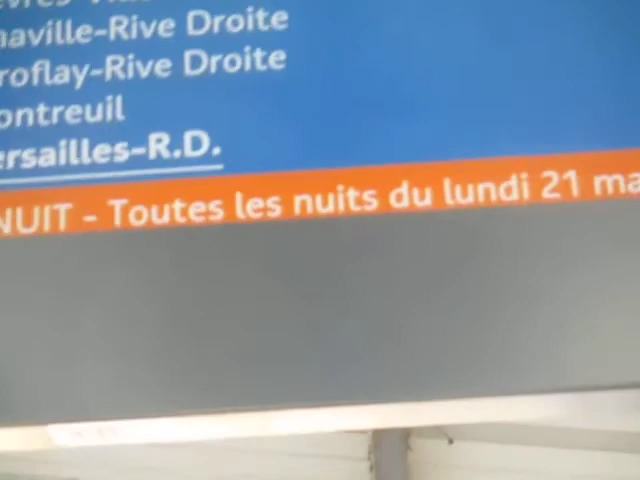 naville-Rive Droite
roflay-Rive Droite
ontreuil
ersailles-R.D.
NUIT - Toutes les nuits du lundi 21 ma